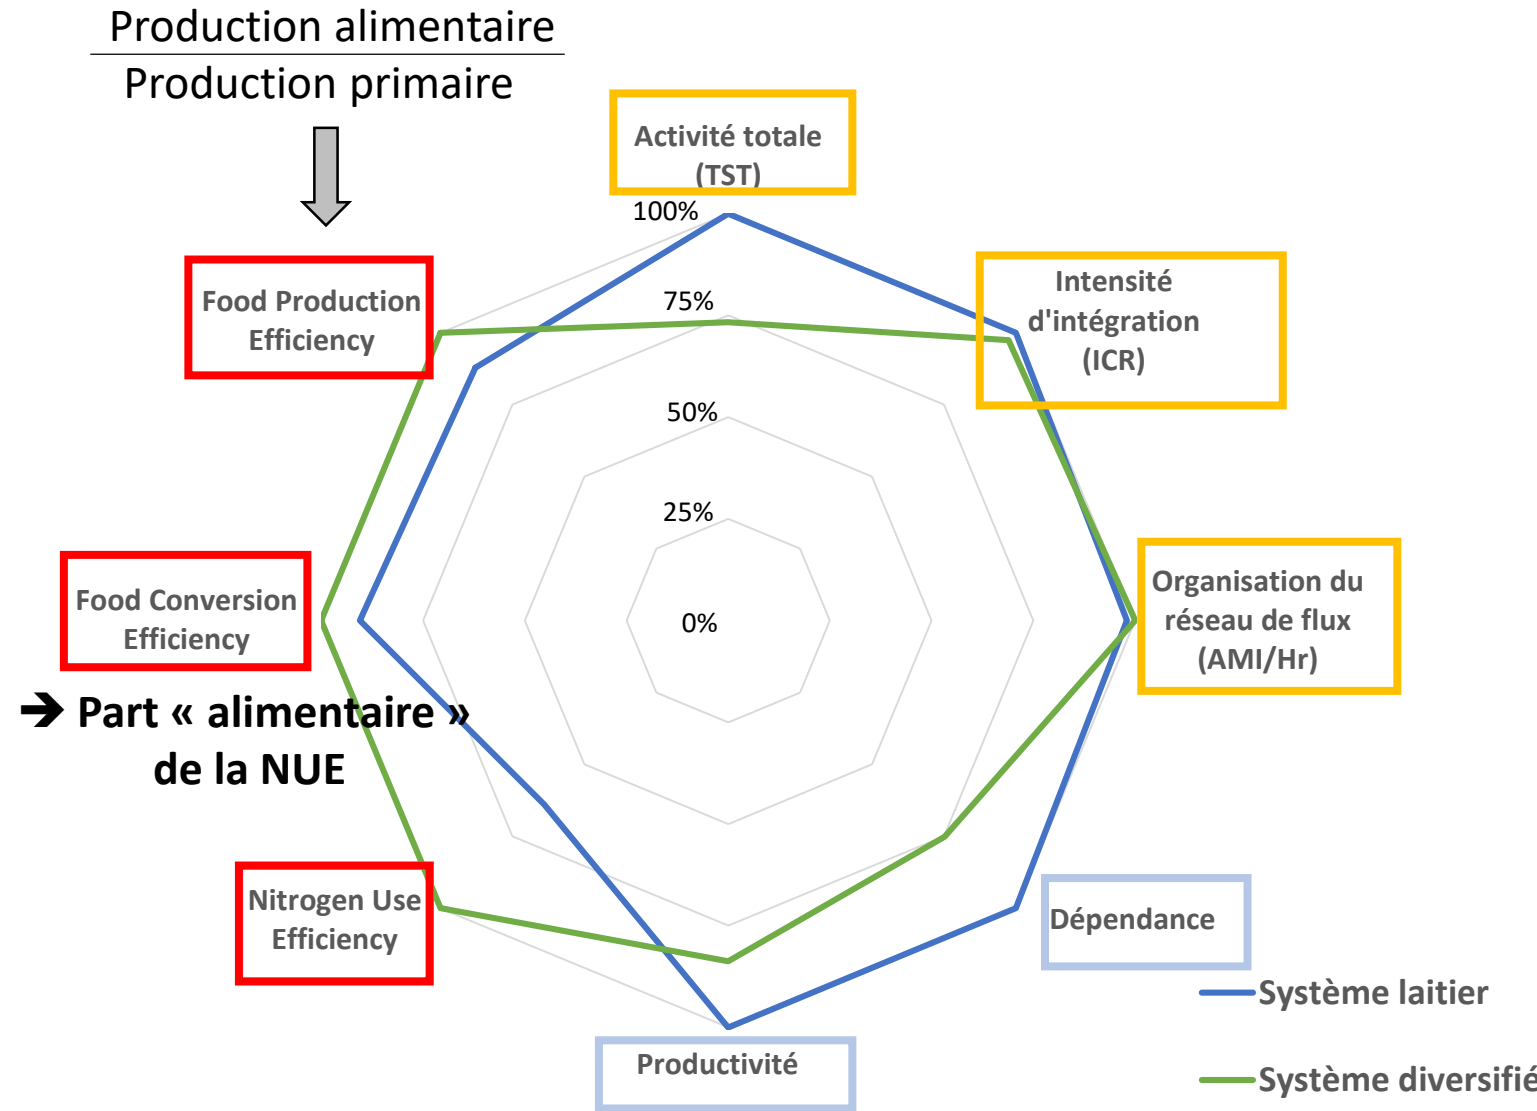 Production alimentaire
Production primaire
Activité totale
(TST)
100%
75%
50%
25%
0%
Intensité
d'intégration
(ICR)
Food Production
Efficiency
Organisation du
réseau de flux
(AMI/Hr)
Food Conversion
Efficiency
➔ Part « alimentaire »
de la NUE
Nitrogen Use
Efficiency
Dépendance
Productivité
Système laitier
Système diversifié